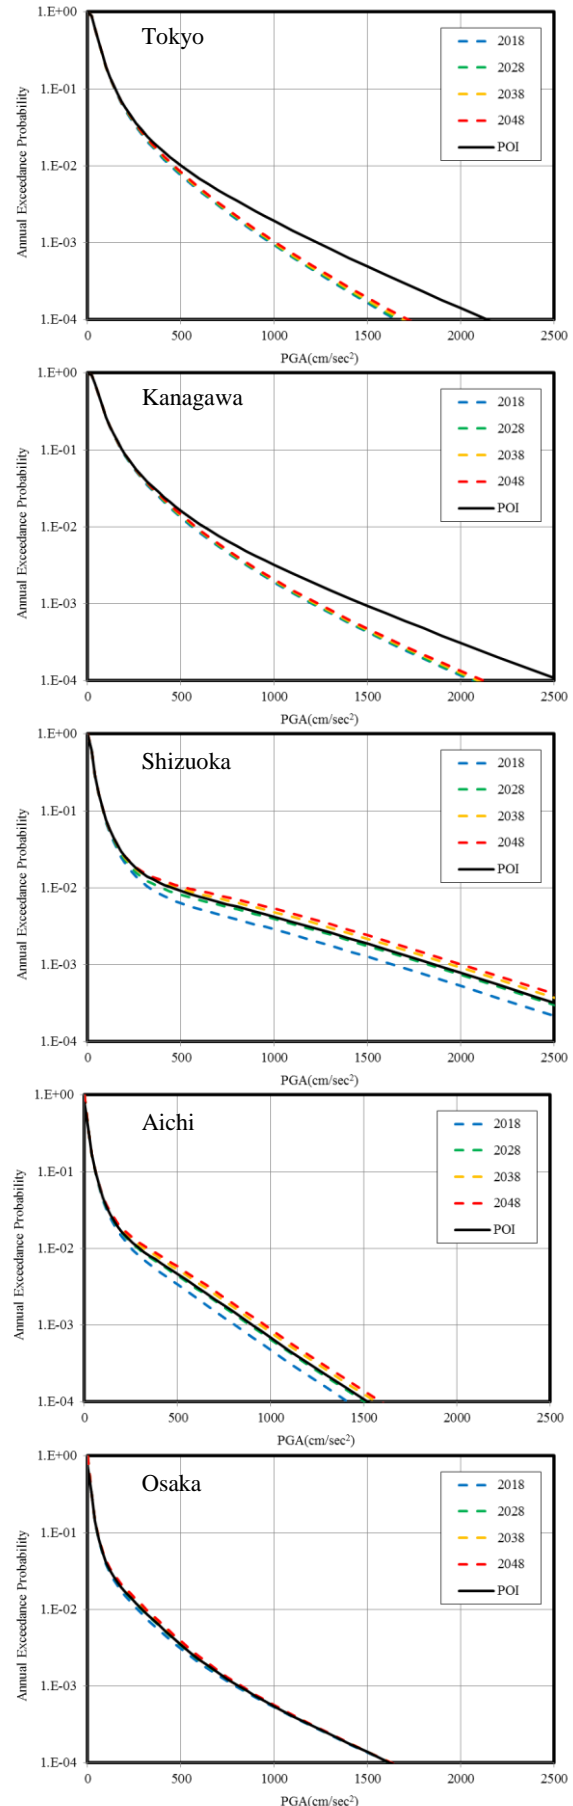 Tokyo
2018
2028
2038
2048
POI
Annual Exceedance Probability
1.E+00
1.E-01
1.E-02
1.E-03
1.E-04
0 500 1000 1500 2000 2500
PGA(cm/sec²)
Kanagawa
2018
2028
2038
2048
POI
Annual Exceedance Probability
1.E+00
1.E-01
1.E-02
1.E-03
1.E-04
0 500 1000 1500 2000 2500
PGA(cm/sec²)
Shizuoka
2018
2028
2038
2048
POI
Annual Exceedance Probability
1.E+00
1.E-01
1.E-02
1.E-03
1.E-04
0 500 1000 1500 2000 2500
PGA(cm/sec²)
Aichi
2018
2028
2038
2048
POI
Annual Exceedance Probability
1.E+00
1.E-01
1.E-02
1.E-03
1.E-04
0 500 1000 1500 2000 2500
PGA(cm/sec²)
Osaka
2018
2028
2038
2048
POI
Annual Exceedance Probability
1.E+00
1.E-01
1.E-02
1.E-03
1.E-04
0 500 1000 1500 2000 2500
PGA(cm/sec²)